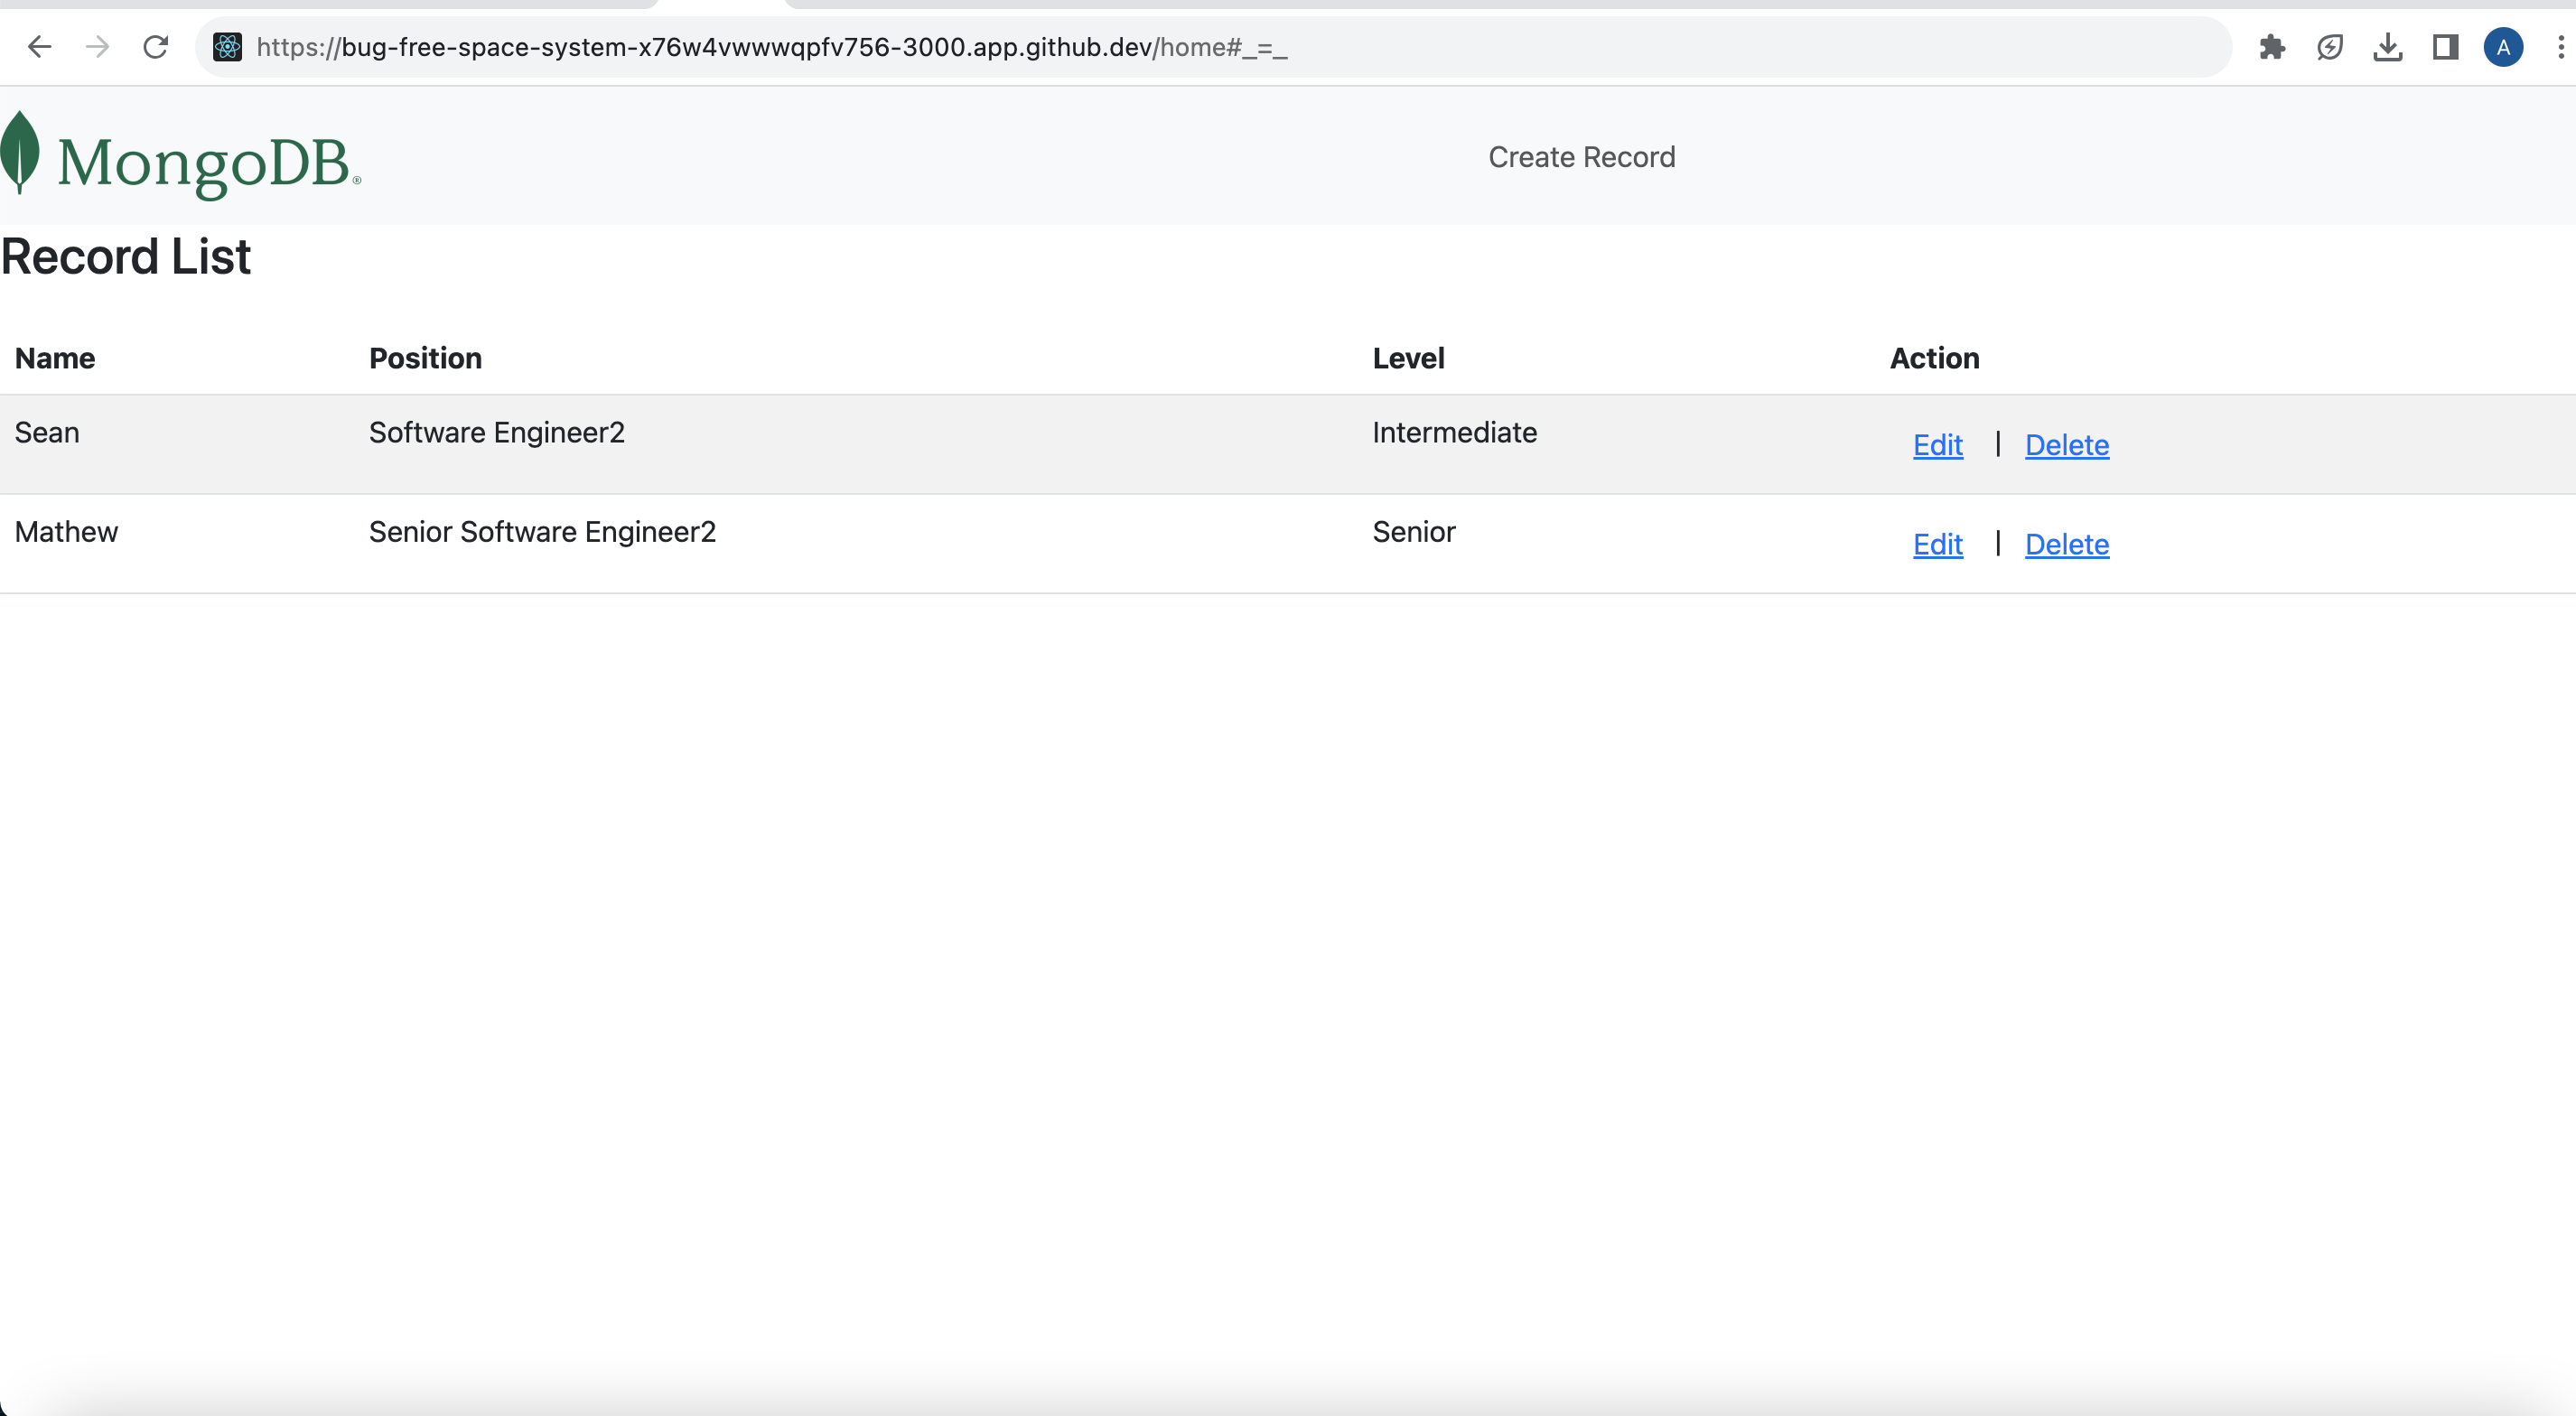 https://bug-free-space-system-x76w4vwwwqpfv756-3000.app.github.dev/home#_=_
A
MongoDB®
Create Record
Record List
Name Position Level Action
Sean Software Engineer2 Intermediate Edit | Delete
Mathew Senior Software Engineer2 Senior Edit | Delete